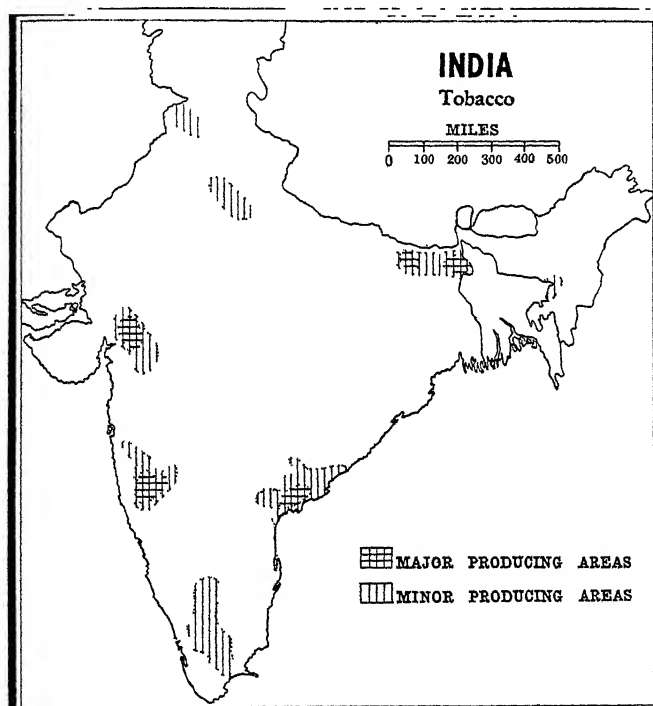 INDIA
Tobacco
MILES
0 100 200 300 400 500
MAJOR PRODUCING AREAS
MINOR PRODUCING AREAS